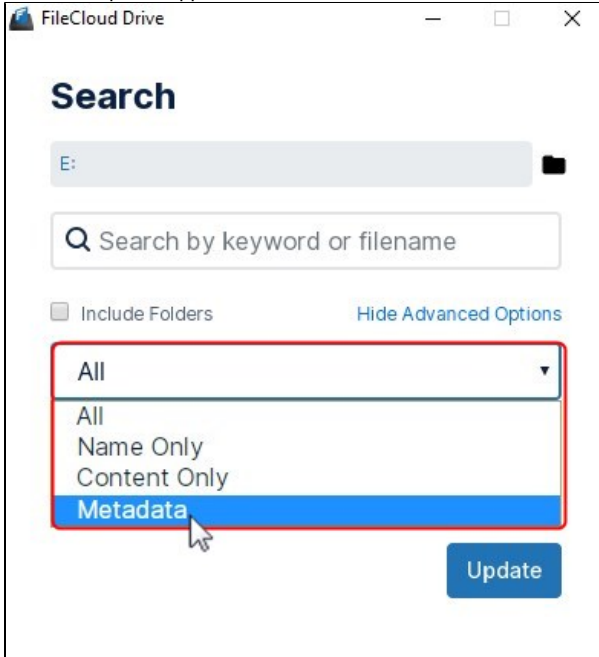 FileCloud Drive
Search
E:
Search by keyword or filename
Include Folders Hide Advanced Options
All
All
Name Only
Content Only
Metadata
Update